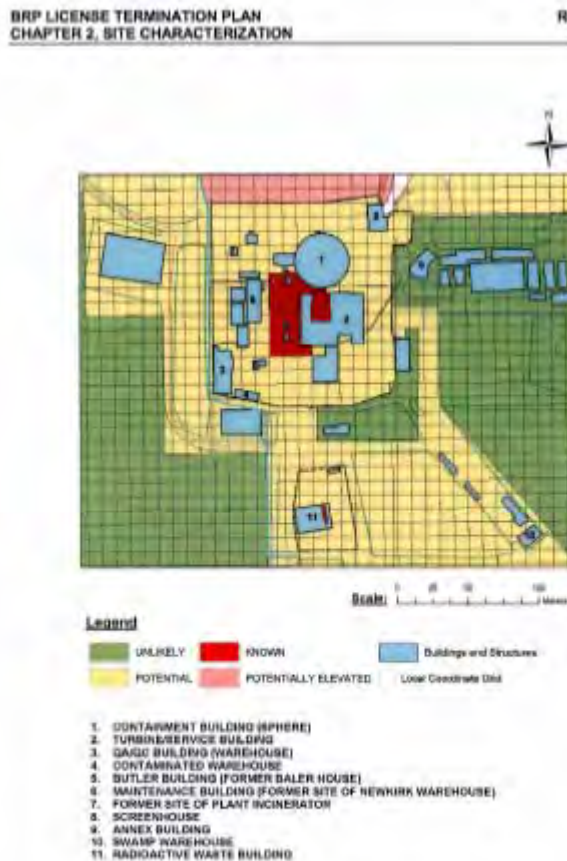 BRP LICENSE TERMINATION PLAN R
CHAPTER 2, SITE CHARACTERIZATION
N
1
2
11
Scale:
Legend
UNLIKELY KNOWN Buildings and Structures
POTENTIAL POTENTIALLY ELEVATED Local Coordinate Grid
1. CONTAINMENT BUILDING (SPHERE)
2. TURBINE/SERVICE BUILDING
3. QA/QC BUILDING (WAREHOUSE)
4. CONTAMINATED WAREHOUSE
5. BUTLER BUILDING (FORMER BALER HOUSE)
6. MAINTENANCE BUILDING (FORMER SITE OF NEWKIRK WAREHOUSE)
7. FORMER SITE OF PLANT INCINERATOR
8. SCREENHOUSE
9. ANNEX BUILDING
10. SWAMP WAREHOUSE
11. RADIOACTIVE WASTE BUILDING